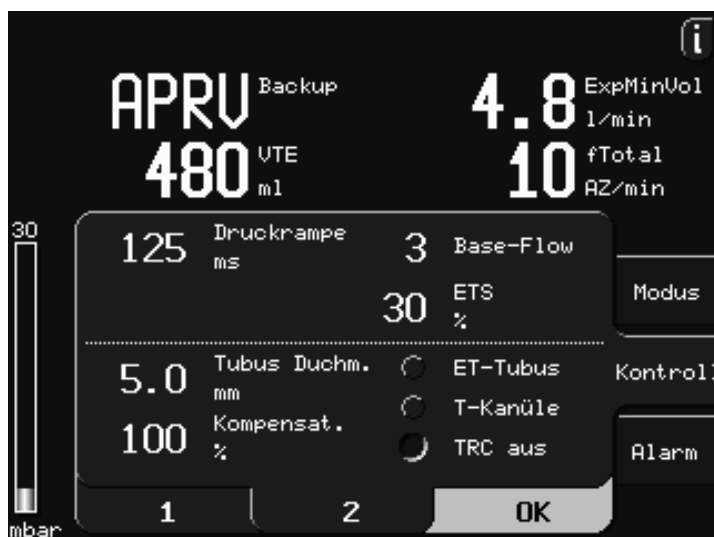 i
APRV Backup 4.8 ExpMinVol
l/min
480 VTE 10 fTotal
ml AZ/min
30
125 Druckrampe 3 Base-Flow
ms
30 ETS
%
Modus
5.0 Tubus Duchm. ET-Tubus
mm
Kontroll
T-Kanüle
100 Kompensat. TRC aus
%
Alarm
1 2 OK
mbar